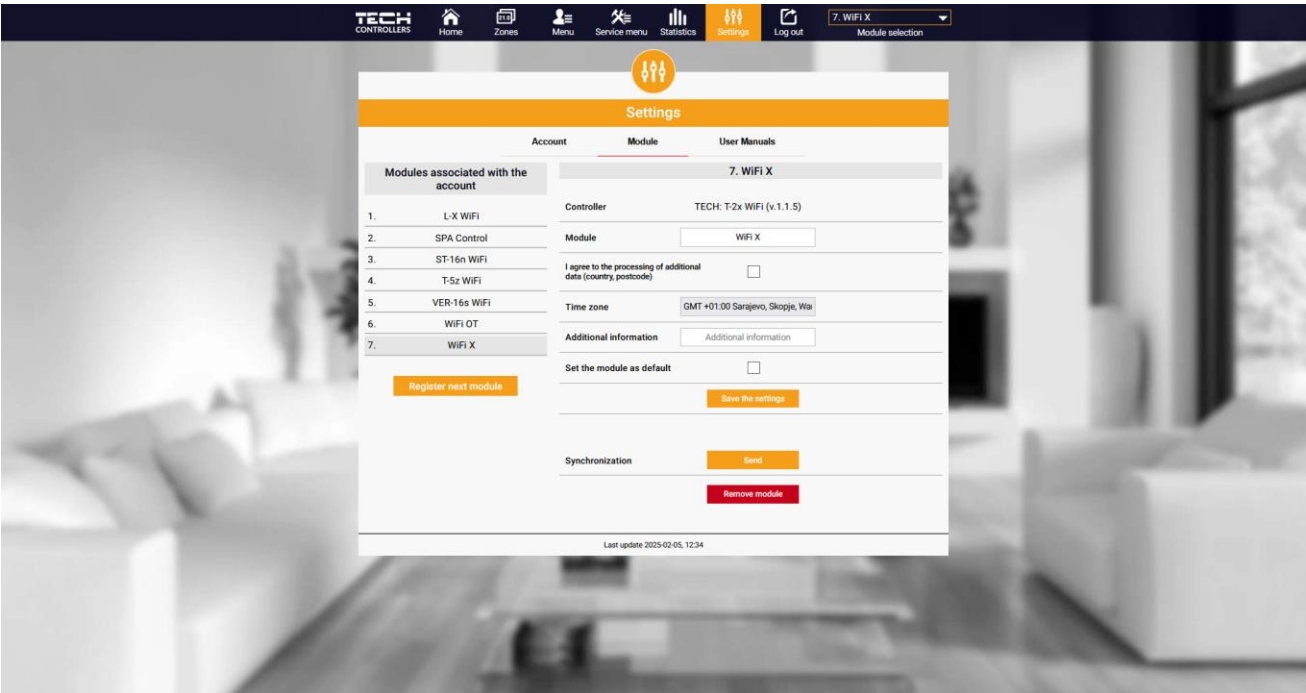 TECH
CONTROLLERS
Home
21.8
Zones
Menu
Service menu
Statistics
Settings
Log out
7. WiFi X
Module selection
Settings
Account
Module
User Manuals
Modules associated with the
account
1. L-X WiFi
2. SPA Control
3. ST-16n WiFi
4. T-5z WiFi
5. VER-16s WiFi
6. WiFi OT
7. WiFi X
Register next module
7. WiFi X
Controller TECH: T-2x WiFi (v.1.1.5)
Module WiFi X
I agree to the processing of additional
data (country, postcode)
Time zone GMT +01:00 Sarajevo, Skopje, War
Additional information Additional information
Set the module as default
Save the settings
Synchronization Send
Remove module
Last update 2025-02-05, 12:34